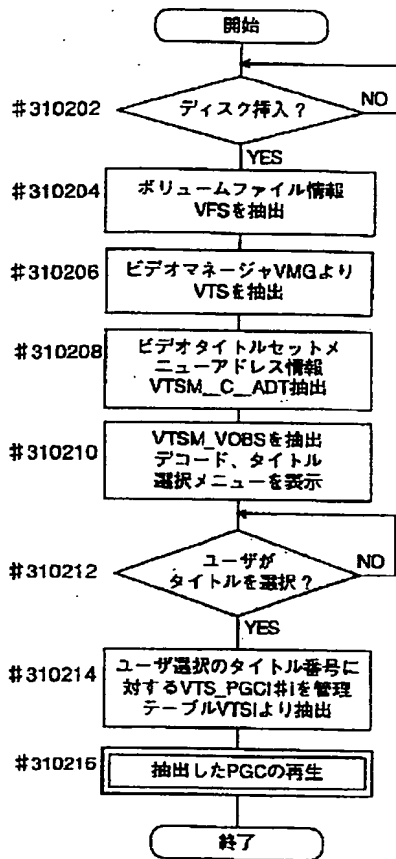 開始
#310202
ディスク挿入?
NO
YES
#310204
ボリュームファイル情報
VFSを抽出
#310206
ビデオマネージャVMGより
VTSを抽出
#310208
ビデオタイトルセットメ
ニューアドレス情報
VTSM__C__ADT抽出
#310210
VTSM_VOBSを抽出
デコード、タイトル
選択メニューを表示
#310212
ユーザが
タイトルを選択?
NO
YES
#310214
ユーザ選択のタイトル番号に
対するVTS_PGCI#iを管理
テーブルVTSIより抽出
#310216
抽出したPGCの再生
終了